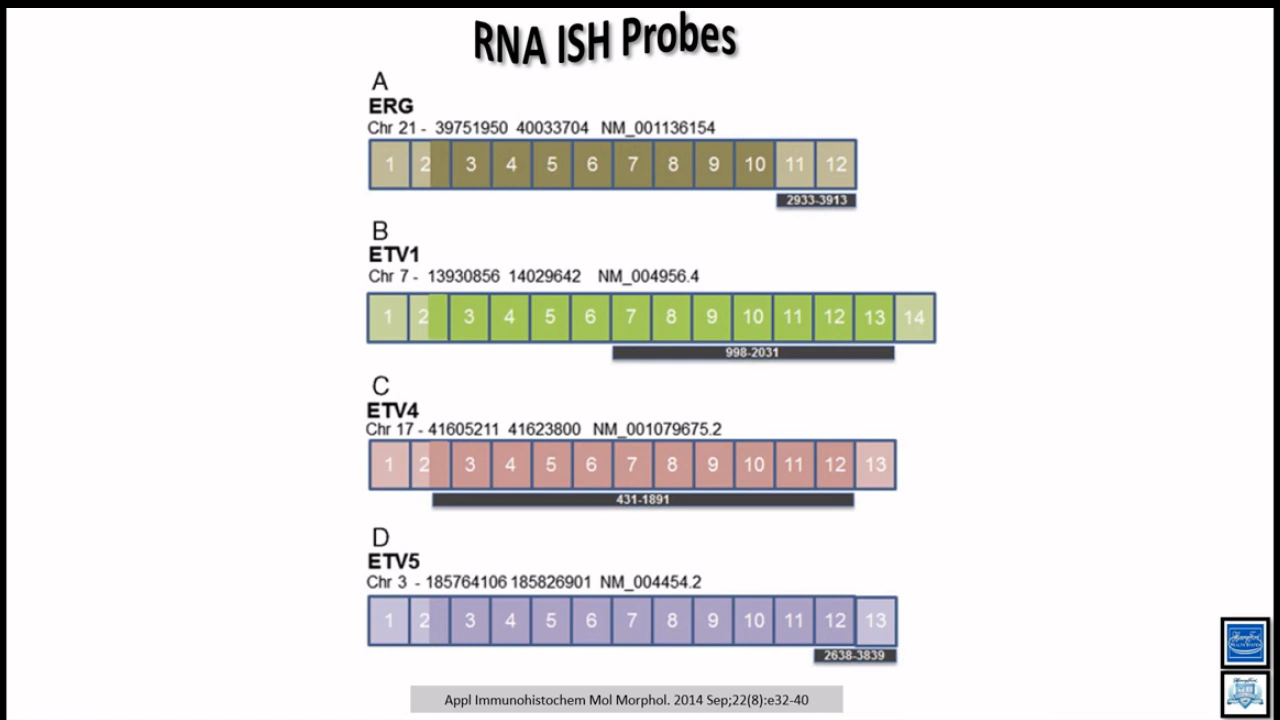 RNA ISH Probes
A
ERG
Chr 21 - 39751950 40033704 NM_001136154
1 2 3 4 5 6 7 8 9 10 11 12
2933-3913
B
ETV1
Chr 7 - 13930856 14029642 NM_004956.4
1 2 3 4 5 6 7 8 9 10 11 12 13 14
998-2031
C
ETV4
Chr 17 - 41605211 41623800 NM_001079675.2
1 2 3 4 5 6 7 8 9 10 11 12 13
431-1891
D
ETV5
Chr 3 - 185764106 185826901 NM_004454.2
1 2 3 4 5 6 7 8 9 10 11 12 13
2638-3839
Appl Immunohistochem Mol Morphol. 2014 Sep;22(8):e32-40